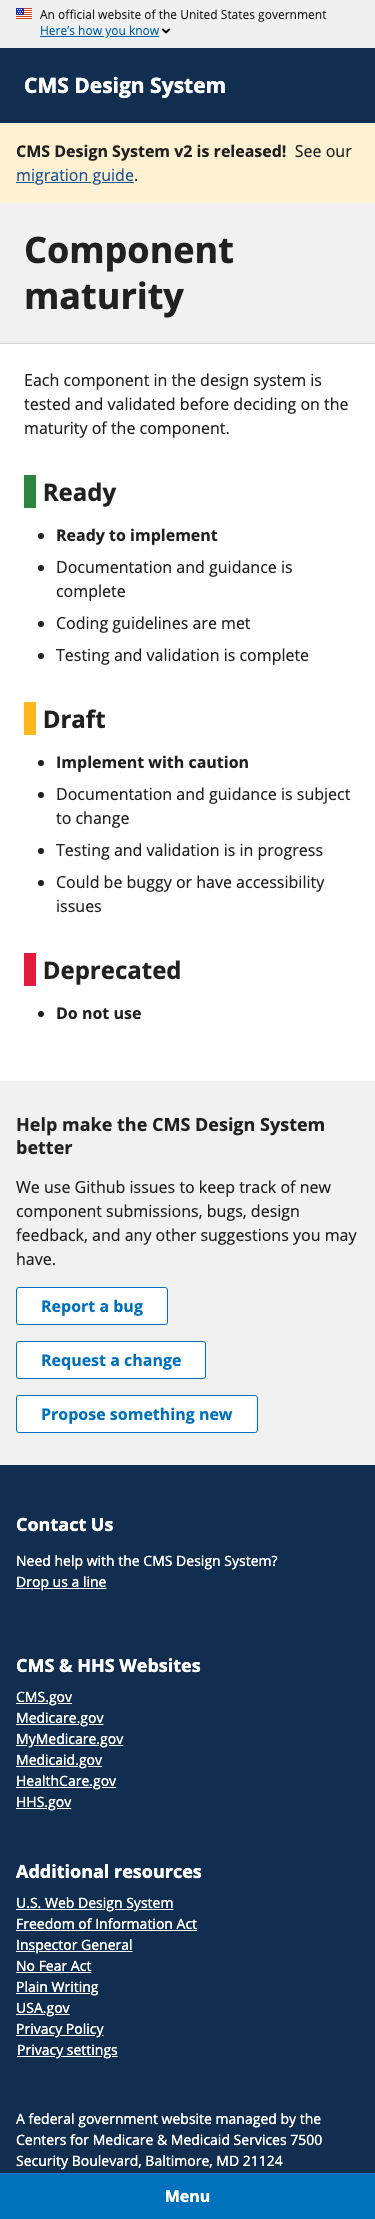 An official website of the United States government
Here's how you know
CMS Design System
CMS Design System v2 is released! See our
migration guide.
Component
maturity
Each component in the design system is
tested and validated before deciding on the
maturity of the component.
Ready
Ready to implement
Documentation and guidance is
complete
Coding guidelines are met
Testing and validation is complete
Draft
Implement with caution
Documentation and guidance is subject
to change
Testing and validation is in progress
Could be buggy or have accessibility
issues
Deprecated
Do not use
Help make the CMS Design System
better
We use Github issues to keep track of new
component submissions, bugs, design
feedback, and any other suggestions you may
have.
Report a bug
Request a change
Propose something new
Contact Us
Need help with the CMS Design System?
Drop us a line
CMS & HHS Websites
CMS.gov
Medicare.gov
MyMedicare.gov
Medicaid.gov
HealthCare.gov
HHS.gov
Additional resources
U.S. Web Design System
Freedom of Information Act
Inspector General
No Fear Act
Plain Writing
USA.gov
Privacy Policy
Privacy settings
A federal government website managed by the
Centers for Medicare & Medicaid Services 7500
Security Boulevard, Baltimore, MD 21124
Menu